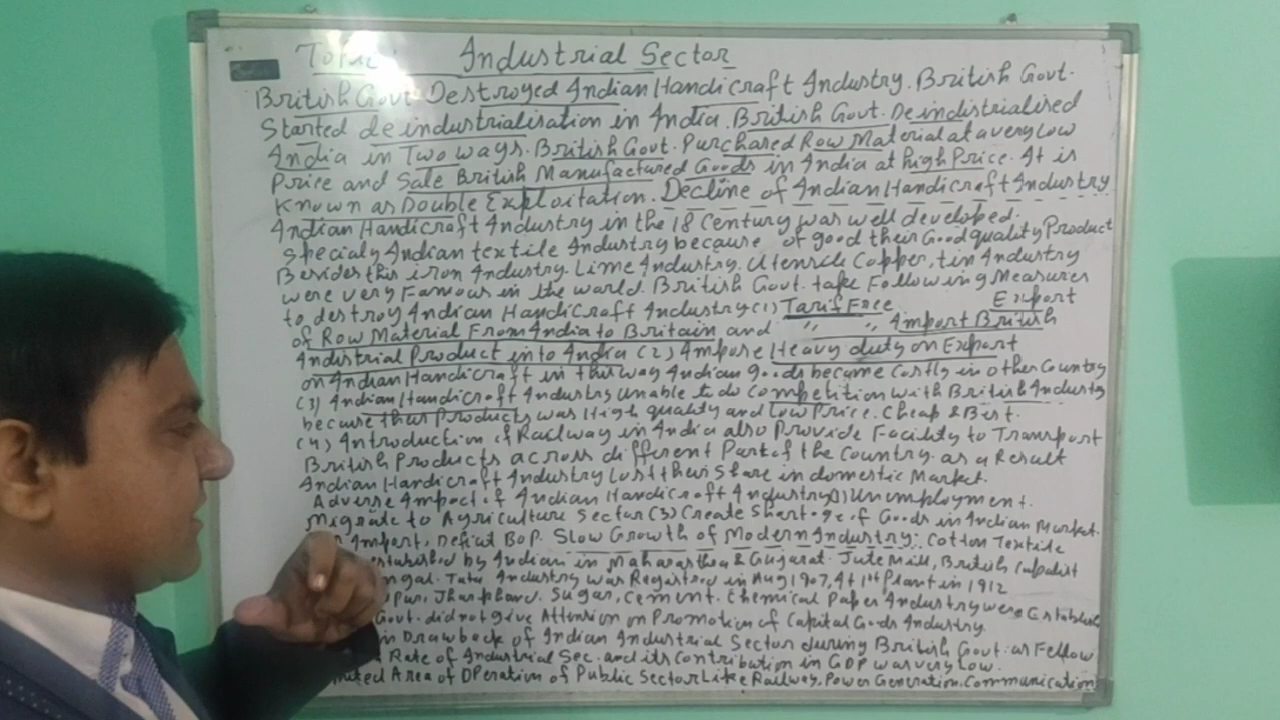 Topic Industrial Sector
British Govt Destroyed Indian Handicraft Industry. British Govt.
Started deindustrialisation in India. British Govt. Deindustrialised
India in Two ways. British Govt. Purchased Row Material at a very Low
Price and Sale British Manufactured Goods in India at high Price. It is
Known as Double Exploitation. Decline of Indian Handicraft Industry
Indian Handicraft Industry in the 18 Century was well developed.
specialy Indian textile Industry because of good their Good quality Product
Besides this iron Industry. Lime Industry. Utensils Copper, tin Industry
were very Famous in the world. British Govt. take Following Measures
to destroy Indian Handicraft Industry (1) Tarif Free Export
of Row Material From India to Britain and " " Import British
Industrial Product in to India (2) Impose Heavy duty on Export
on Indian Handicraft in this way Indian goods became Costly in other Country
(3) Indian Handicraft Industry unable to do Competition with British Industry
because their Products was High quality and Low Price. Cheap & Best.
(4) Introduction of Railway in India also Provide Facility to Transport
British Products across different Part of the Country. as a Result
Indian Handicraft Industry Lost their Share in domestic Market.
Adverse Impact of Indian Handicraft Industry (1) Unemployment.
Migrate to Agriculture Sector (3) Create Shortage of Goods in Indian Market.
Import, Deficit BOP. Slow Growth of Modern Industry: Cotton Textile
established by Indian in Maharasthra & Gujarat. Jute Mill, British Capalist
Tata Industry was Registred in Aug 1907, It 1st Plant in 1912
Jharkhand. Sugar, Cement. Chemical Paper Industry were Establish
Govt. did not give Attention on Promotion of Capital Goods Industry.
in Drawback of Indian Industrial Sector during British Govt. as Fellow
Rate of Industrial Sec. and its Contribution in GDP was very Low.
Area of Operation of Public Sector Like Railway, Power Generation, Communication